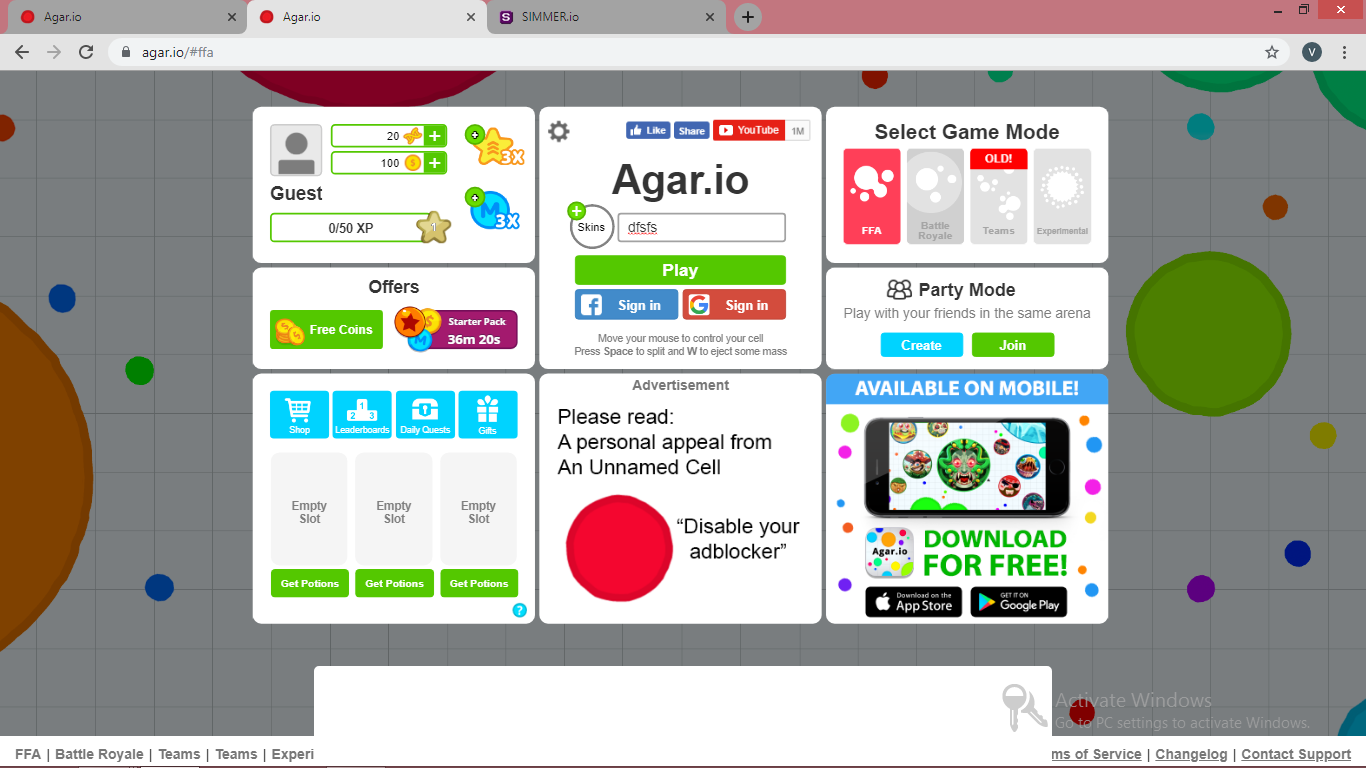 Agar.io
Agar.io
SIMMER.io
agar.io/#ffa
V
20
100
3X
Guest
0/50 XP
1
M
3X
Like
Share
YouTube
1M
Agar.io
Skins
dfsfs
Play
Sign in
Sign in
Move your mouse to control your cell
Press Space to split and W to eject some mass
Select Game Mode
FFA
Battle
Royale
OLD!
Teams
Experimental
Offers
Free Coins
Starter Pack
36m 20s
M
Party Mode
Play with your friends in the same arena
Create
Join
Shop
1
2 3
Leaderboards
Daily Quests
Gifts
Empty
Slot
Empty
Slot
Empty
Slot
Get Potions
Get Potions
Get Potions
?
Advertisement
Please read:
A personal appeal from
An Unnamed Cell
“Disable your
adblocker”
AVAILABLE ON MOBILE!
Agar.io
DOWNLOAD
FOR FREE!
Download on the
App Store
GET IT ON
Google Play
Activate Windows
Go to PC settings to activate Windows.
FFA | Battle Royale | Teams | Teams | Experi
ms of Service | Changelog | Contact Support